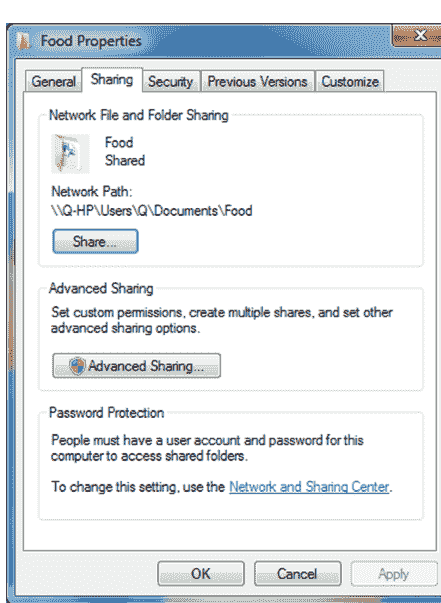 Food Properties
General Sharing Security Previous Versions Customize
Network File and Folder Sharing
Food
Shared
Network Path:
\\Q-HP\Users\Q\Documents\Food
Share...
Advanced Sharing
Set custom permissions, create multiple shares, and set other
advanced sharing options.
Advanced Sharing...
Password Protection
People must have a user account and password for this
computer to access shared folders.
To change this setting, use the Network and Sharing Center.
OK Cancel Apply